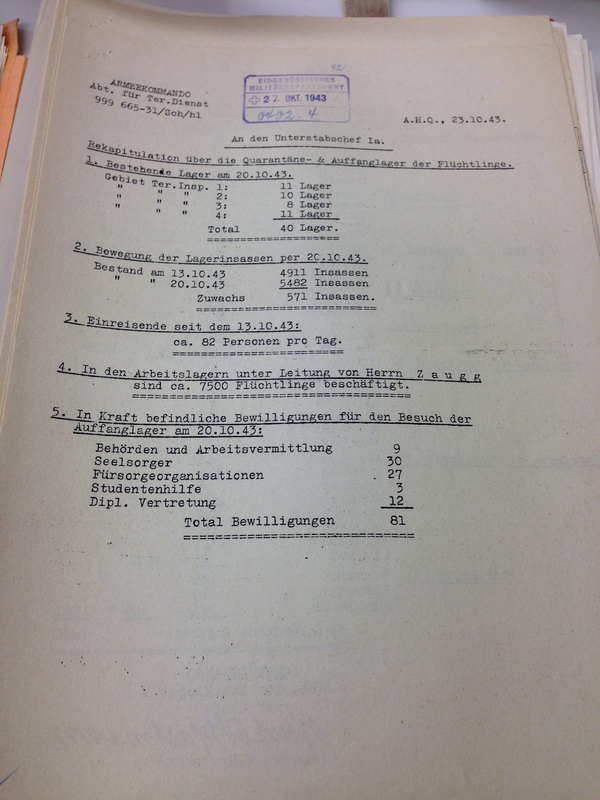 ARMEEKOMMANDO
Abt. für Ter.Dienst
999 665-31/Sch/hl
EIDGENÖSSISCHES
MILITÄRDEPARTEMENT
27. OKT. 1943
0402.4
A.H.Q., 23.10.43.
An den Unterstabschef Ia.
Rekapitulation über die Quarantäne- & Auffanglager der Flüchtlinge.
1. Bestehende Lager am 20.10.43.
Gebiet Ter.Insp. 1: 11 Lager
" " " 2: 10 Lager
" " " 3: 8 Lager
" " " 4: 11 Lager
Total 40 Lager.
2. Bewegung der Lagerinsassen per 20.10.43.
Bestand am 13.10.43 4911 Insassen
" " 20.10.43 5482 Insassen
Zuwachs 571 Insassen.
3. Einreisende seit dem 13.10.43:
ca. 82 Personen pro Tag.
4. In den Arbeitslagern unter Leitung von Herrn Z a u g g
sind ca. 7500 Flüchtlinge beschäftigt.
5. In Kraft befindliche Bewilligungen für den Besuch der
Auffanglager am 20.10.43:
Behörden und Arbeitsvermittlung 9
Seelsorger 30
Fürsorgeorganisationen 27
Studentenhilfe 3
Dipl. Vertretung 12
Total Bewilligungen 81